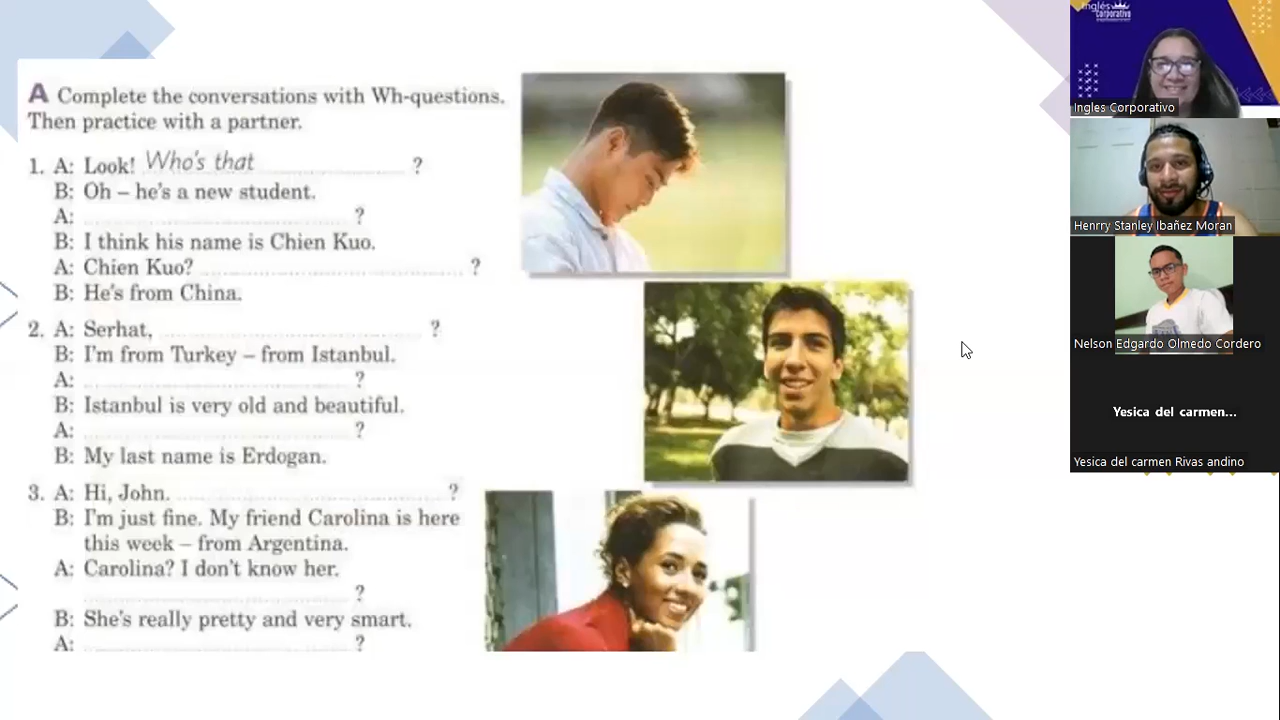 A Complete the conversations with Wh-questions.
Then practice with a partner.
1. A: Look! Who's that ?
B: Oh – he's a new student.
A: ?
B: I think his name is Chien Kuo.
A: Chien Kuo? ?
B: He's from China.
2. A: Serhat, ?
B: I'm from Turkey – from Istanbul.
A: ?
B: Istanbul is very old and beautiful.
A: ?
B: My last name is Erdogan.
3. A: Hi, John. ?
B: I'm just fine. My friend Carolina is here
this week – from Argentina.
A: Carolina? I don't know her.
?
B: She's really pretty and very smart.
A: ?
Inglés
corporativo
Ingles Corporativo
Henrry Stanley Ibañez Moran
Nelson Edgardo Olmedo Cordero
Yesica del carmen...
Yesica del carmen Rivas andino